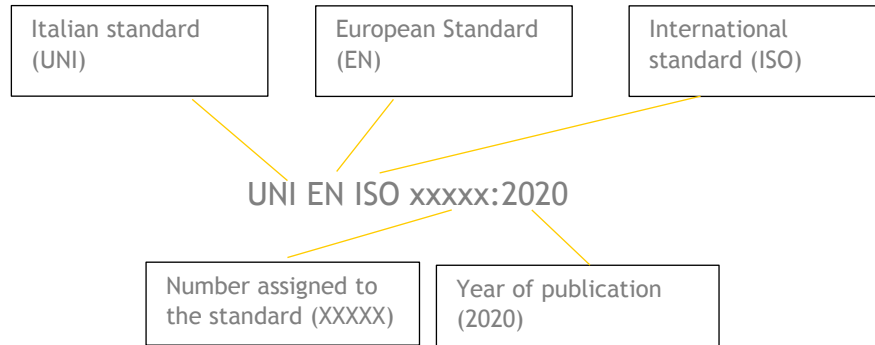 Italian standard
(UNI)
European Standard
(EN)
International
standard (ISO)
UNI EN ISO xxxxx:2020
Number assigned to
the standard (XXXXX)
Year of publication
(2020)